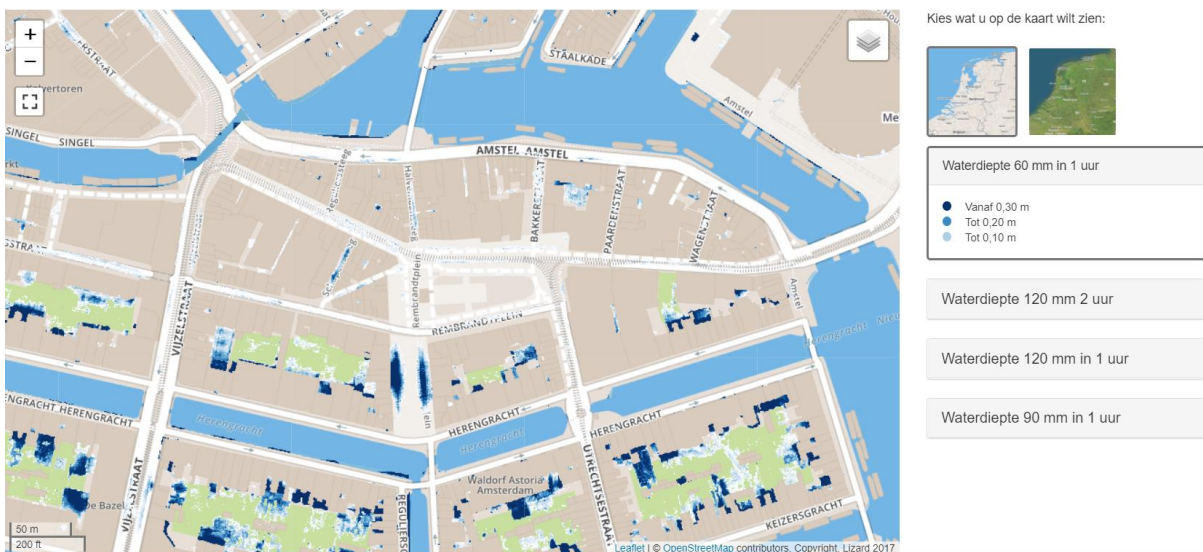 Kies wat u op de kaart wilt zien:
+
−
STAALKADE
Amstel
SINGEL
SINGEL
AMSTEL AMSTEL
BAKKERSSTRAAT
PAARDENSTRAAT
WAGENSTRAAT
Rembrandtplein
VIJZELSTRAAT
REMBRANDTPLEIN
Amstel
Herengracht
HERENGRACHT
HERENGRACHT
Herengracht
Herengracht
HERENGRACHT
Waldorf Astoria
Amsterdam
De Bazel
KEIZERSGRACHT
50 m
200 ft
Leaflet | © OpenStreetMap contributors, Copyright, Lizard 2017
Waterdiepte 60 mm in 1 uur
Vanaf 0,30 m
Tot 0,20 m
Tot 0,10 m
Waterdiepte 120 mm 2 uur
Waterdiepte 120 mm in 1 uur
Waterdiepte 90 mm in 1 uur